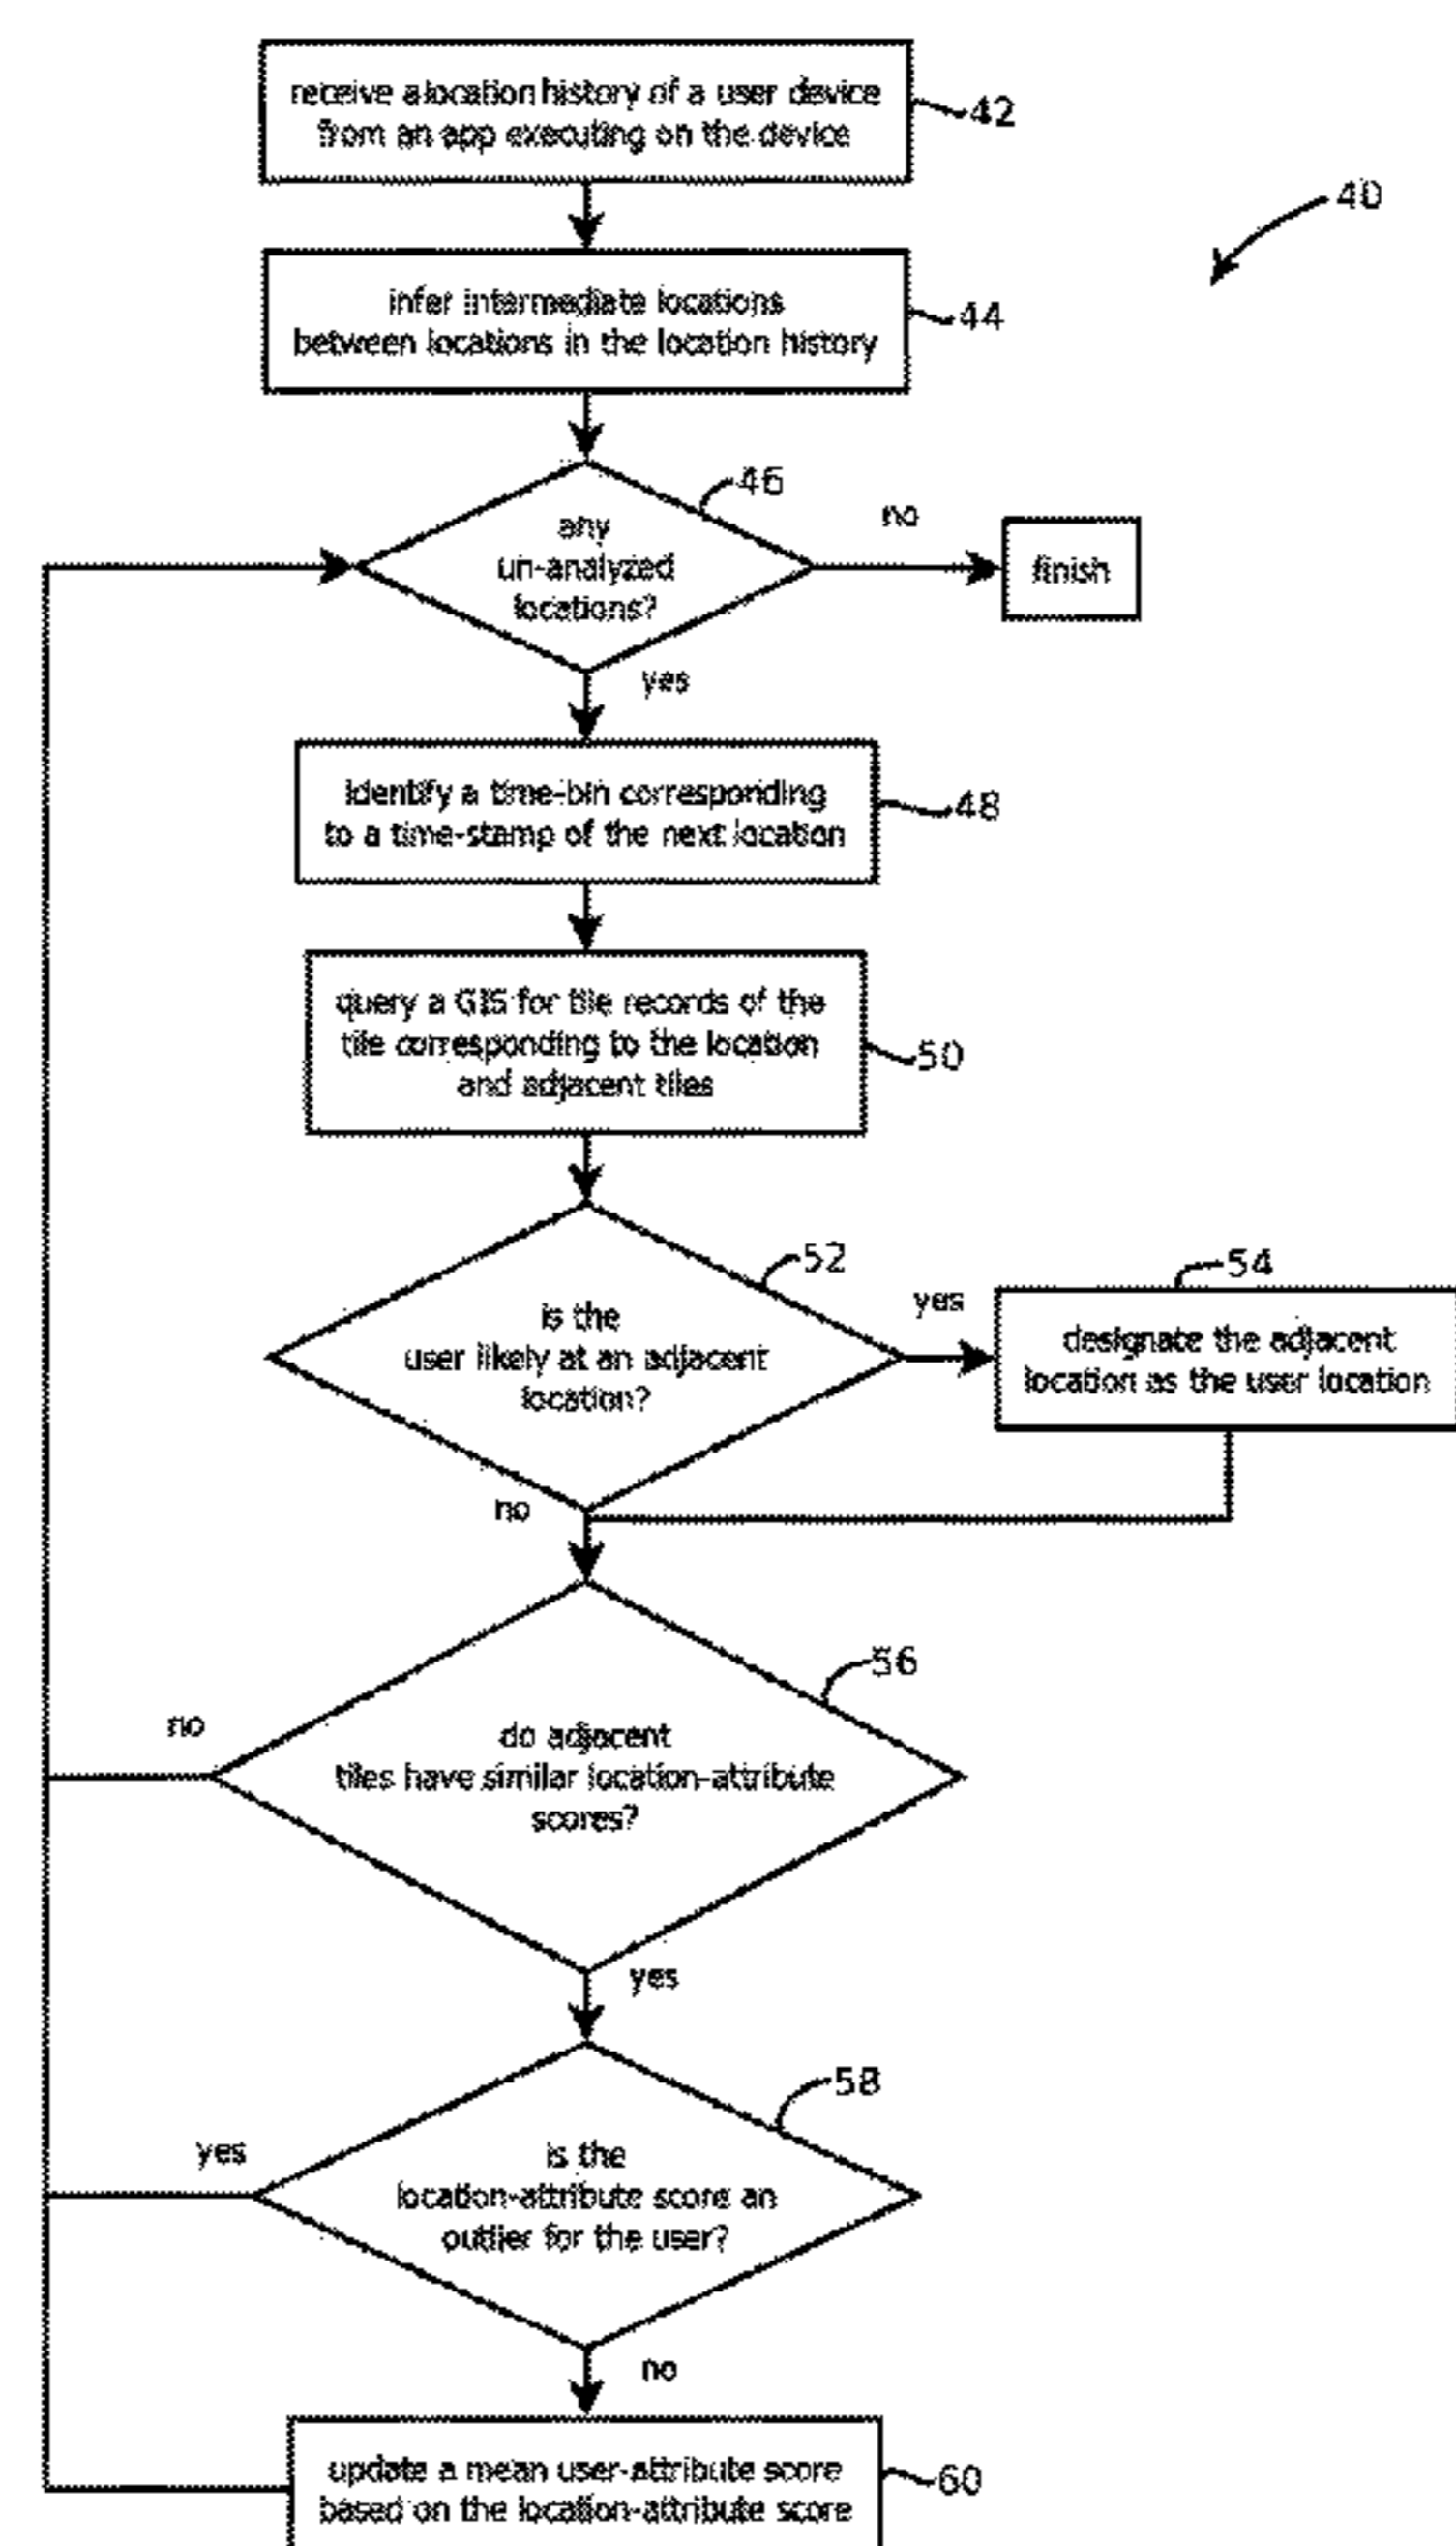 receive a location history of a user device
from an app executing on the device
42
40
infer intermediate locations
between locations in the location history
44
46
any
un-analyzed
locations?
no
finish
yes
identify a time-bin corresponding
to a time-stamp of the next location
48
query a GIS for tile records of the
tile corresponding to the location
and adjacent tiles
50
52
is the
user likely at an adjacent
location?
yes
54
designate the adjacent
location as the user location
no
56
do adjacent
tiles have similar location-attribute
scores?
no
yes
58
is the
location-attribute score an
outlier for the user?
yes
no
update a mean user-attribute score
based on the location-attribute score
60